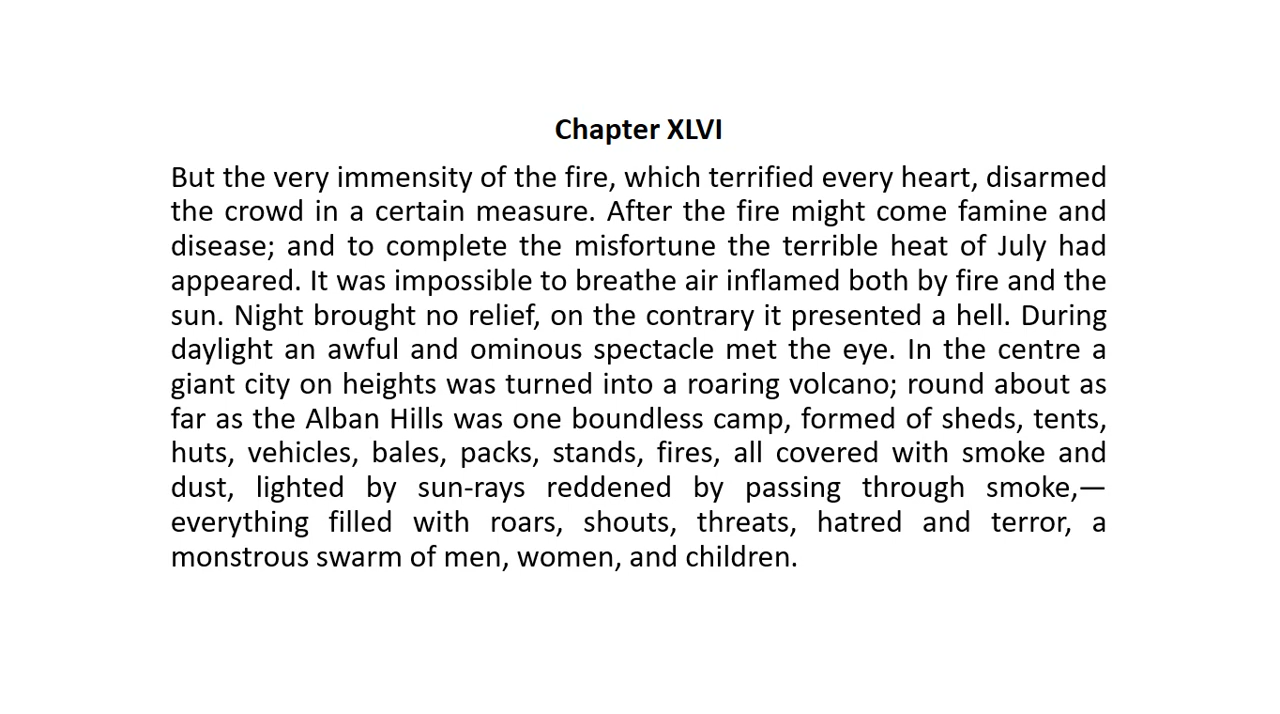 Chapter XLVI
But the very immensity of the fire, which terrified every heart, disarmed
the crowd in a certain measure. After the fire might come famine and
disease; and to complete the misfortune the terrible heat of July had
appeared. It was impossible to breathe air inflamed both by fire and the
sun. Night brought no relief, on the contrary it presented a hell. During
daylight an awful and ominous spectacle met the eye. In the centre a
giant city on heights was turned into a roaring volcano; round about as
far as the Alban Hills was one boundless camp, formed of sheds, tents,
huts, vehicles, bales, packs, stands, fires, all covered with smoke and
dust, lighted by sun-rays reddened by passing through smoke,—
everything filled with roars, shouts, threats, hatred and terror, a
monstrous swarm of men, women, and children.